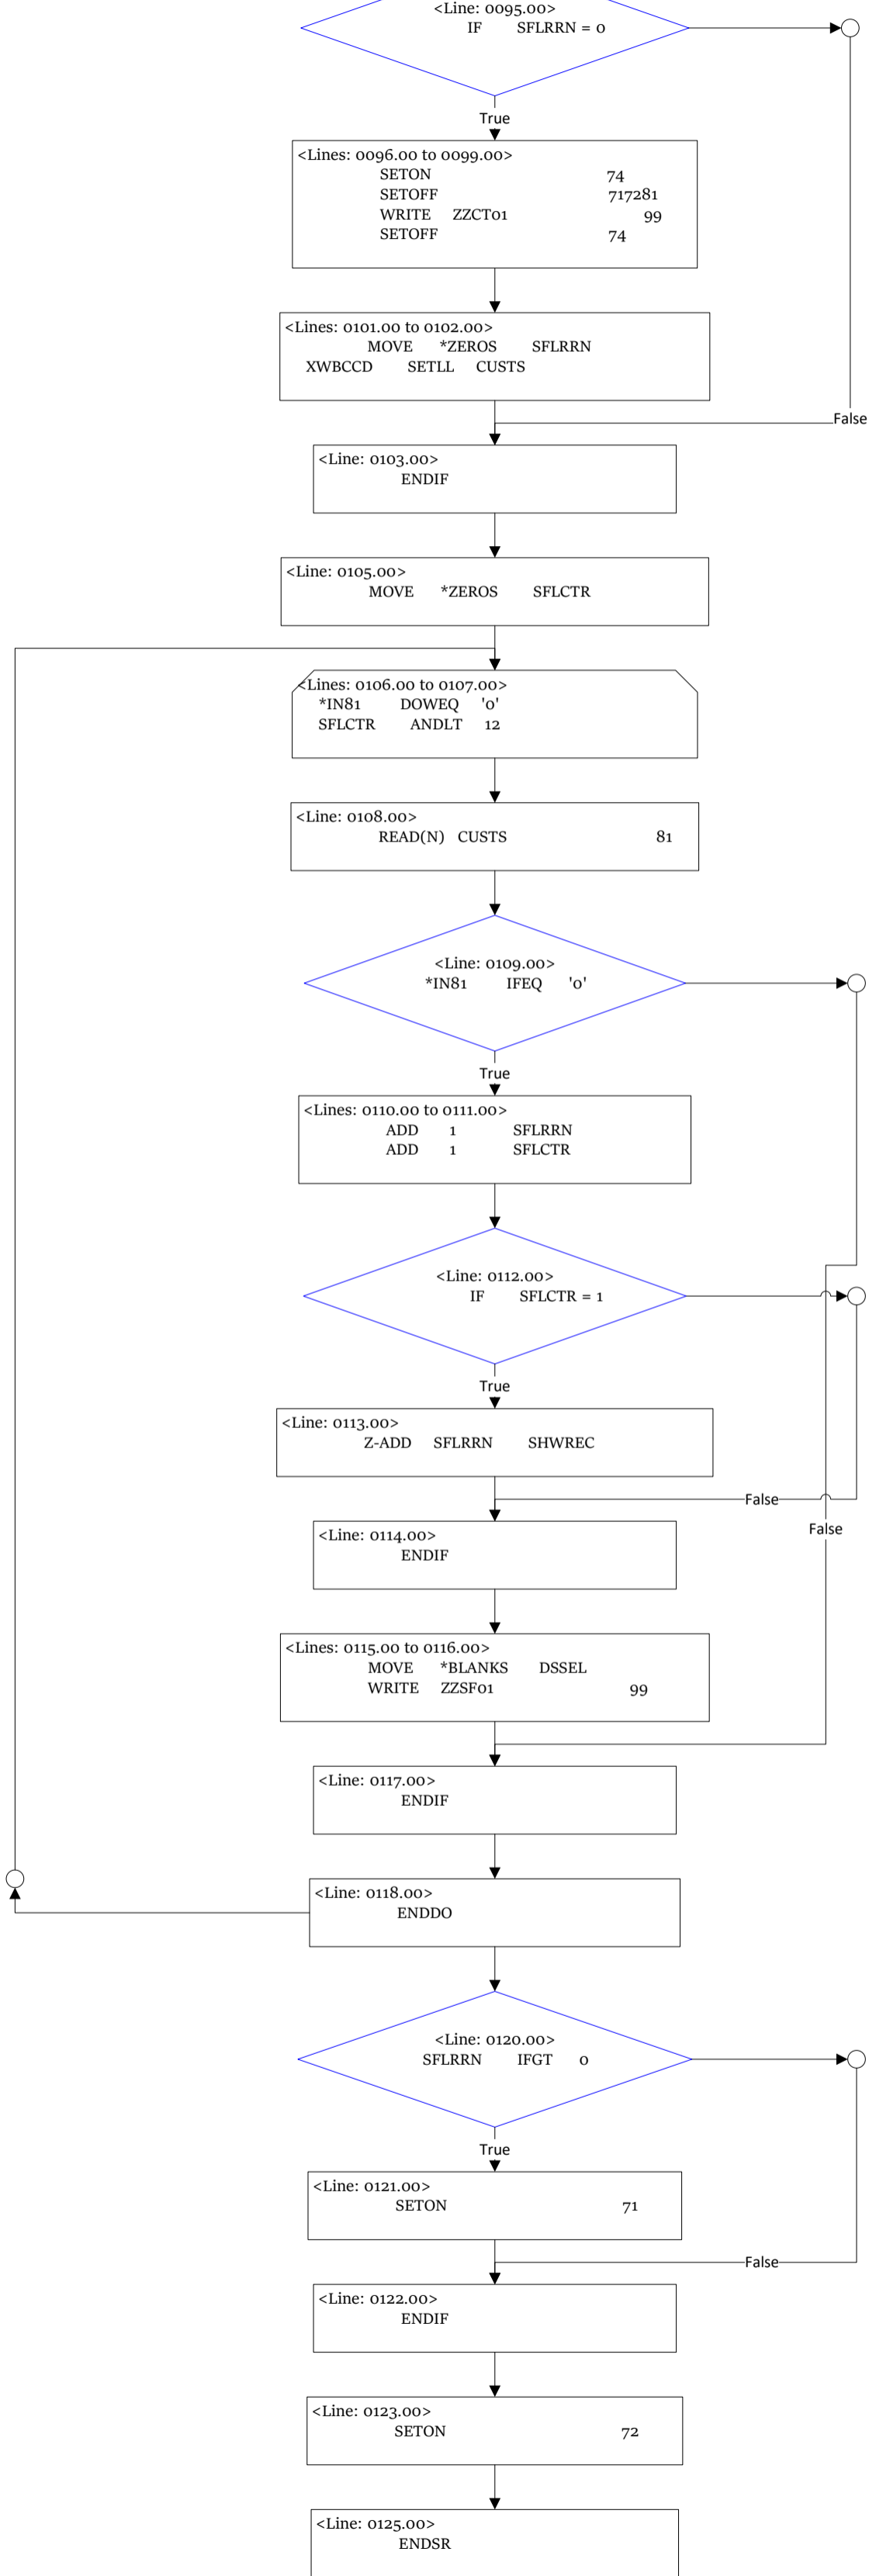 <Line: 0095.00>
IF SFLRRN = 0
True
<Lines: 0096.00 to 0099.00>
SETON 74
SETOFF 717281
WRITE ZZCT01 99
SETOFF 74
<Lines: 0101.00 to 0102.00>
MOVE *ZEROS SFLRRN
XWBCCD SETLL CUSTS
False
<Line: 0103.00>
ENDIF
<Line: 0105.00>
MOVE *ZEROS SFLCTR
<Lines: 0106.00 to 0107.00>
*IN81 DOWEQ '0'
SFLCTR ANDLT 12
<Line: 0108.00>
READ(N) CUSTS 81
<Line: 0109.00>
*IN81 IFEQ '0'
True
<Lines: 0110.00 to 0111.00>
ADD 1 SFLRRN
ADD 1 SFLCTR
<Line: 0112.00>
IF SFLCTR = 1
True
<Line: 0113.00>
Z-ADD SFLRRN SHWREC
False
False
<Line: 0114.00>
ENDIF
<Lines: 0115.00 to 0116.00>
MOVE *BLANKS DSSEL
WRITE ZZSF01 99
<Line: 0117.00>
ENDIF
<Line: 0118.00>
ENDDO
<Line: 0120.00>
SFLRRN IFGT 0
True
<Line: 0121.00>
SETON 71
False
<Line: 0122.00>
ENDIF
<Line: 0123.00>
SETON 72
<Line: 0125.00>
ENDSR